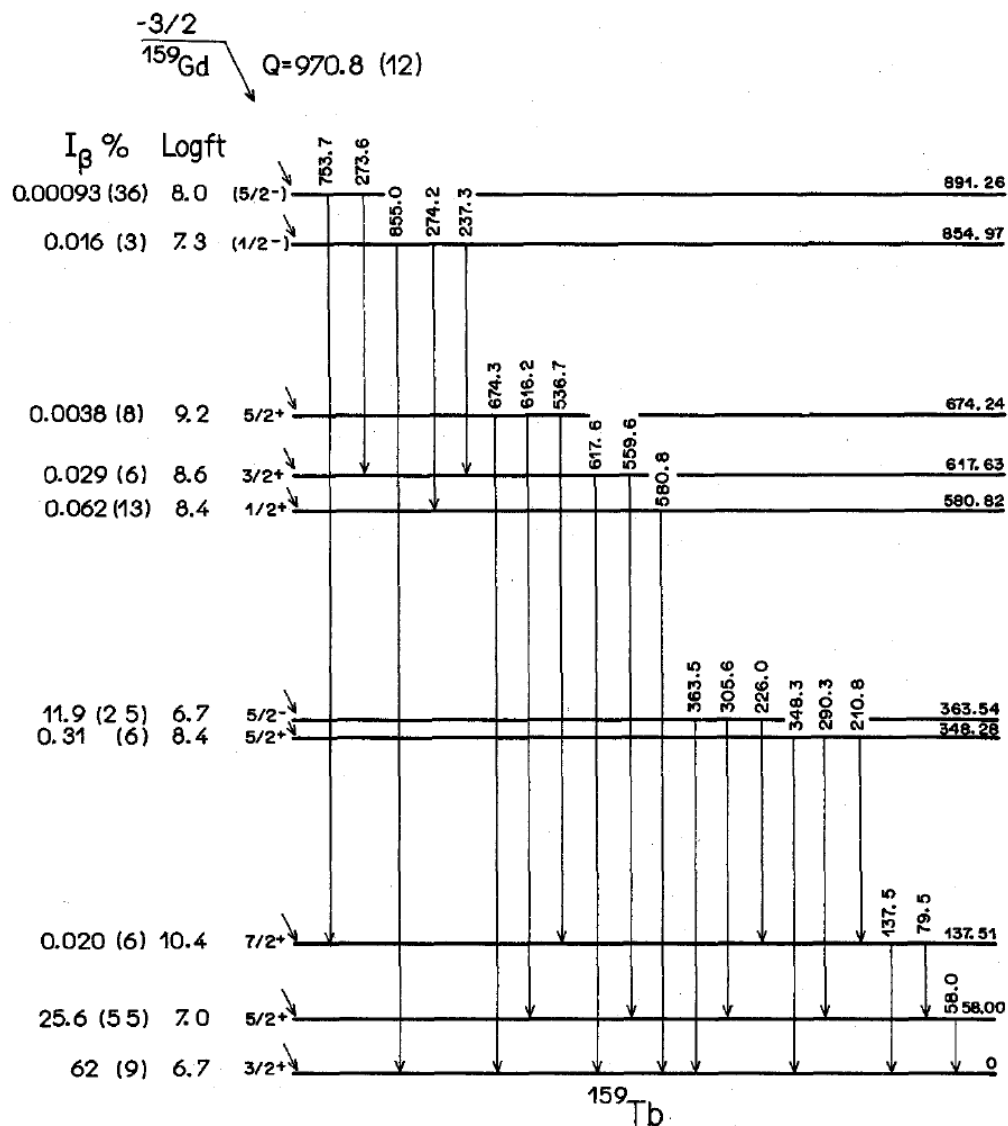 -3/2
159Gd Q=970.8 (12)
Iβ % Logft
753.7 273.6
0.00093 (36) 8.0 (5/2-) 891.26
855.0 274.2 237.3
0.016 (3) 7.3 (1/2-) 854.97
674.3 616.2 536.7
0.0038 (8) 9.2 5/2+ 674.24
617.6 559.6
0.029 (6) 8.6 3/2+ 617.63
580.8
0.062 (13) 8.4 1/2+ 580.82
363.5 305.6 226.0
11.9 (25) 6.7 5/2- 363.54
348.3 290.3 210.8
0.31 (6) 8.4 5/2+ 348.28
137.5 79.5
0.020 (6) 10.4 7/2+ 137.51
58.0
25.6 (55) 7.0 5/2+ 58.00
62 (9) 6.7 3/2+ 0
159Tb